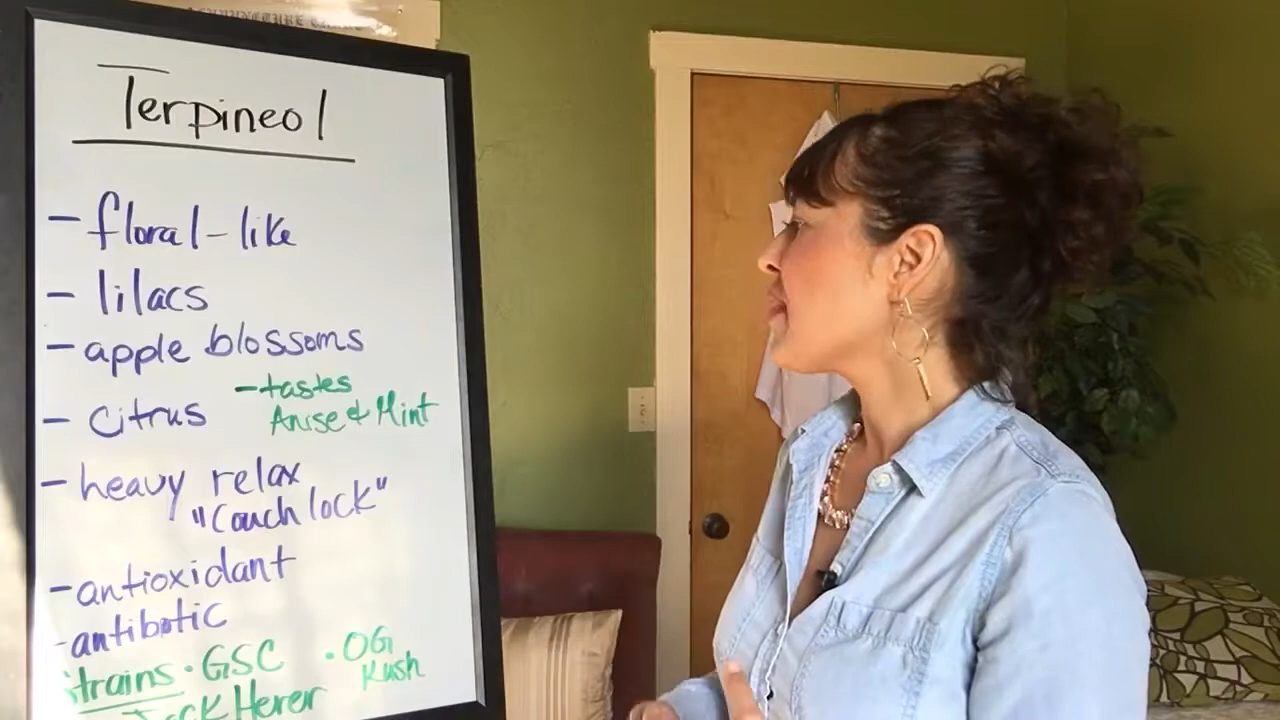 Terpineol
- floral-like
- lilacs
- apple blossoms
- citrus
- tastes
Anise & Mint
- heavy relax
"Couch lock"
- antioxidant
- antibotic
Strains • GSC • OG Kush
Jack Herer